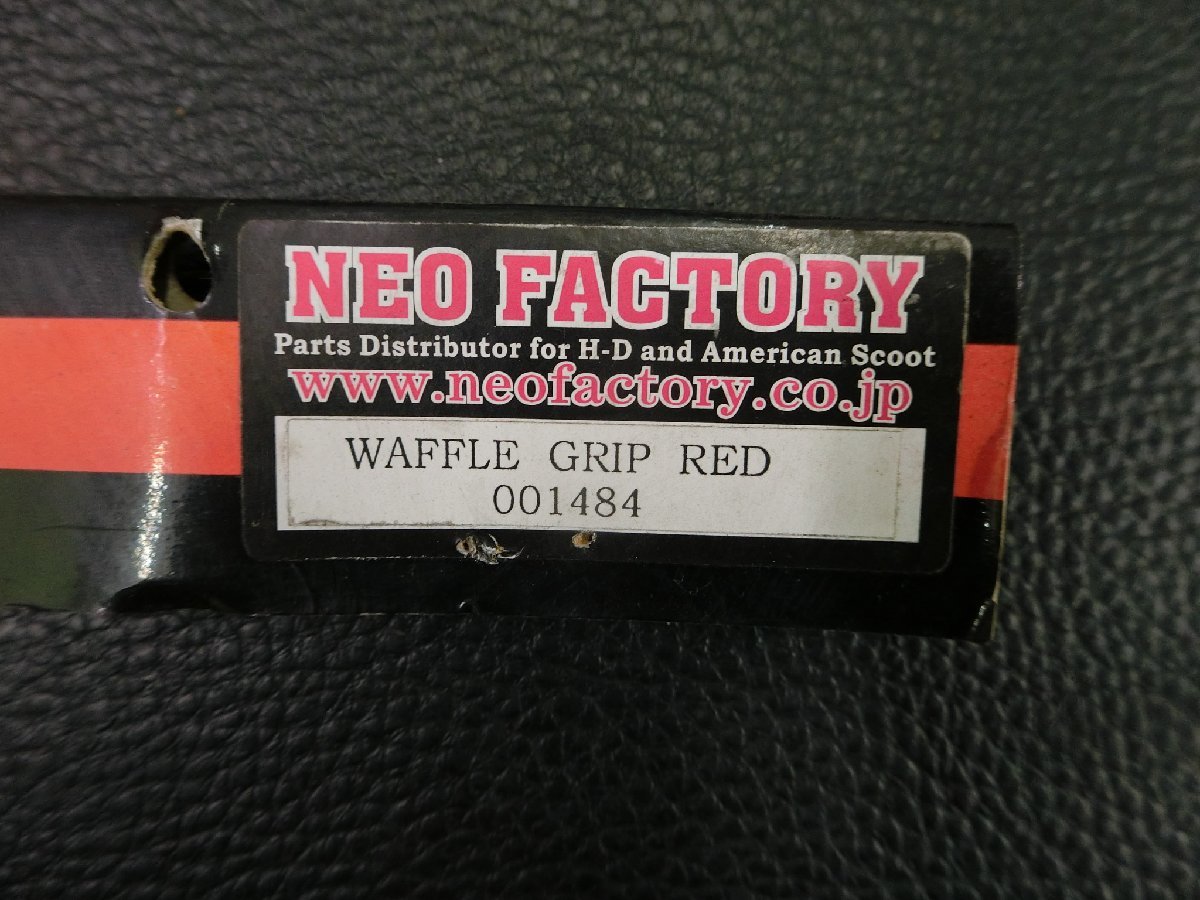 NEO FACTORY
Parts Distributor for H-D and American Scoot
www.neofactory.co.jp
WAFFLE GRIP RED
001484